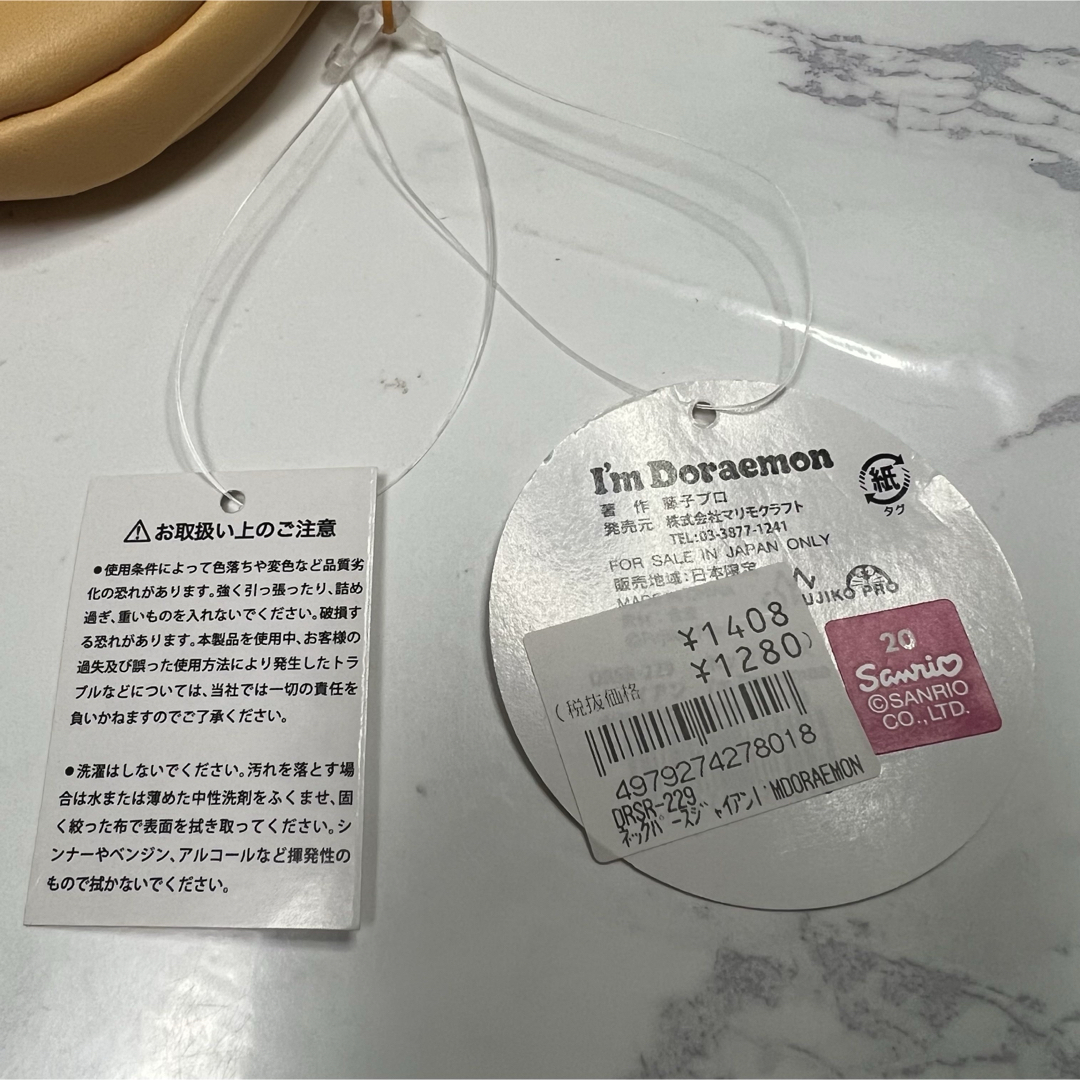 ⚠お取扱い上のご注意
●使用条件によって色落ちや変色など品質劣
化の恐れがあります。強く引っ張ったり、詰め
過ぎ、重いものを入れないでください。破損す
る恐れがあります。本製品を使用中、お客様の
過失及び誤った使用方法により発生したトラ
ブルなどについては、当社では一切の責任を
負いかねますのでご了承ください。
●洗濯はしないでください。汚れを落とす場
合は水または薄めた中性洗剤をふくませ、固
く絞った布で表面を拭き取ってください。シ
ンナーやベンジン、アルコールなど揮発性の
もので拭かないでください。
I'm Doraemon
著 作 藤子プロ
発売元 株式会社マリモクラフト
TEL:03-3877-1241
FOR SALE IN JAPAN ONLY
販売地域:日本限定
紙
タグ
UJIKO PRO
¥1408
(税抜価格 ¥1280)
4979274278018
DRSR-229
ネックパースジャイアンI'MDORAEMON
20
Sanrio
©SANRIO
CO., LTD.